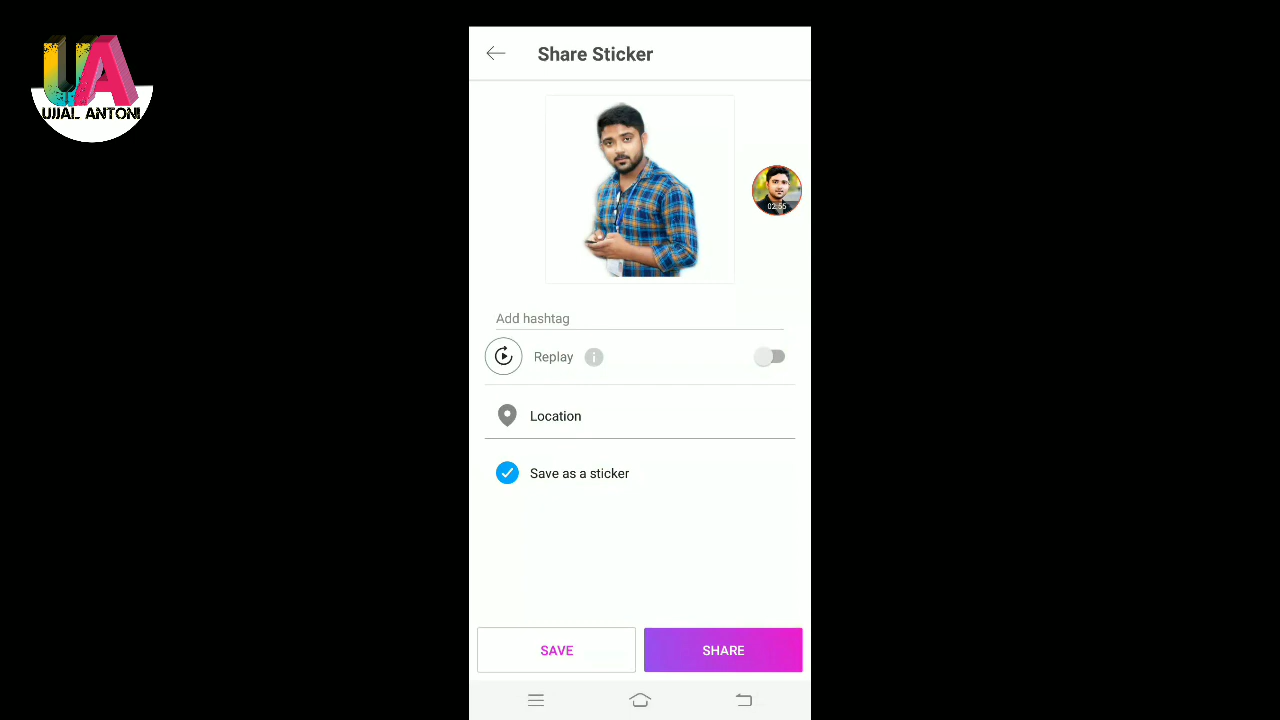 UA
UJJAL ANTONI
Share Sticker
02:55
Add hashtag
Replay
Location
Save as a sticker
SAVE
SHARE